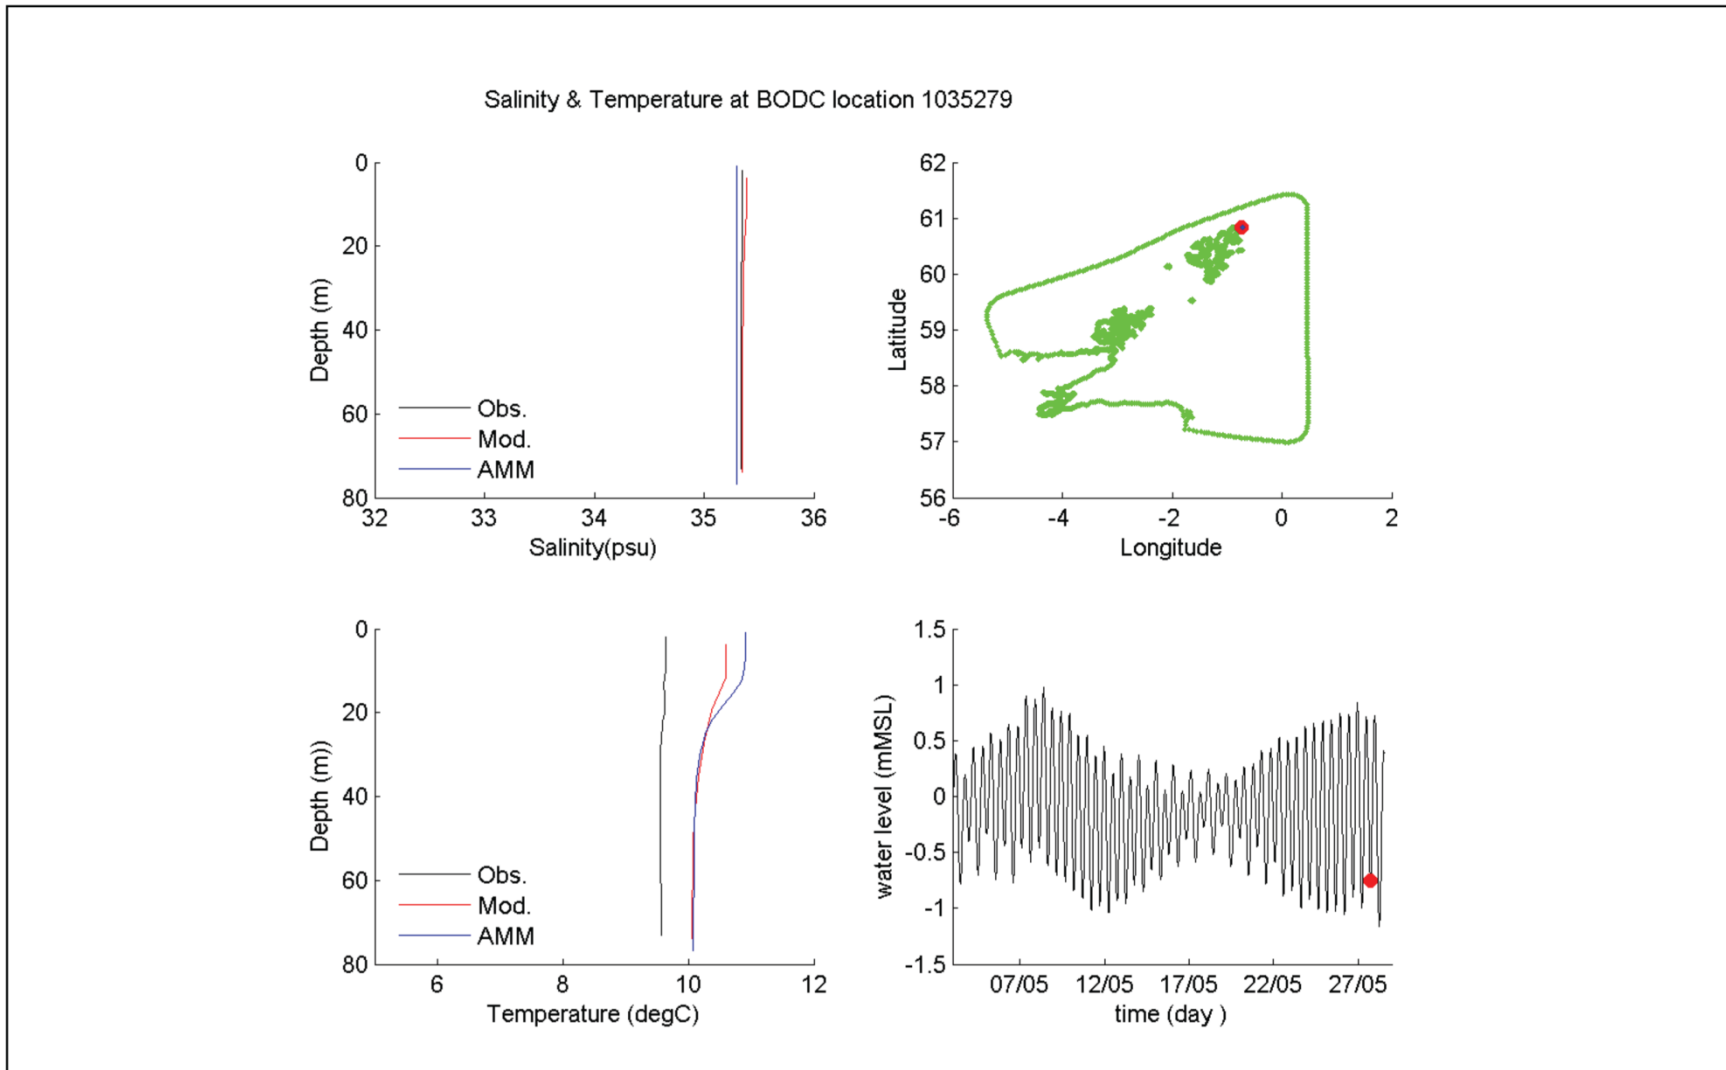 Salinity & Temperature at BODC location 1035279
0
20
40
60
80
Depth (m)
Obs.
Mod.
AMM
32 33 34 35 36
Salinity(psu)
62
61
60
59
58
57
56
Latitude
-6 -4 -2 0 2
Longitude
0
20
40
60
80
Depth (m))
Obs.
Mod.
AMM
6 8 10 12
Temperature (degC)
1.5
1
0.5
0
-0.5
-1
-1.5
water level (mMSL)
07/05 12/05 17/05 22/05 27/05
time (day )